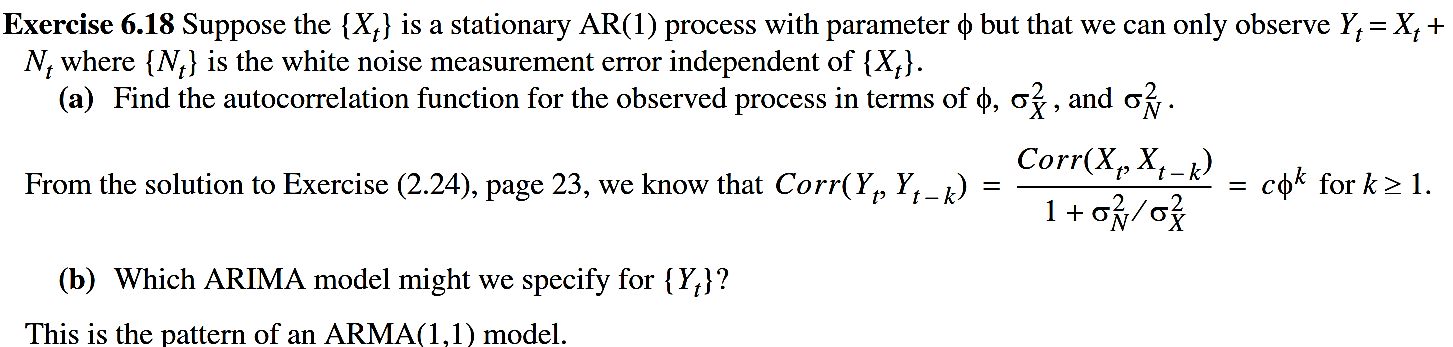 Exercise 6.18 Suppose the {X_t} is a stationary AR(1) process with parameter ϕ but that we can only observe Y_t = X_t +
N_t where {N_t} is the white noise measurement error independent of {X_t}.
(a) Find the autocorrelation function for the observed process in terms of ϕ, σ_X^2, and σ_N^2.
From the solution to Exercise (2.24), page 23, we know that Corr(Y_t, Y_{t-k}) = \frac{Corr(X_t, X_{t-k})}{1 + σ_N^2/σ_X^2} = cϕ^k for k ≥ 1.
(b) Which ARIMA model might we specify for {Y_t}?
This is the pattern of an ARMA(1,1) model.